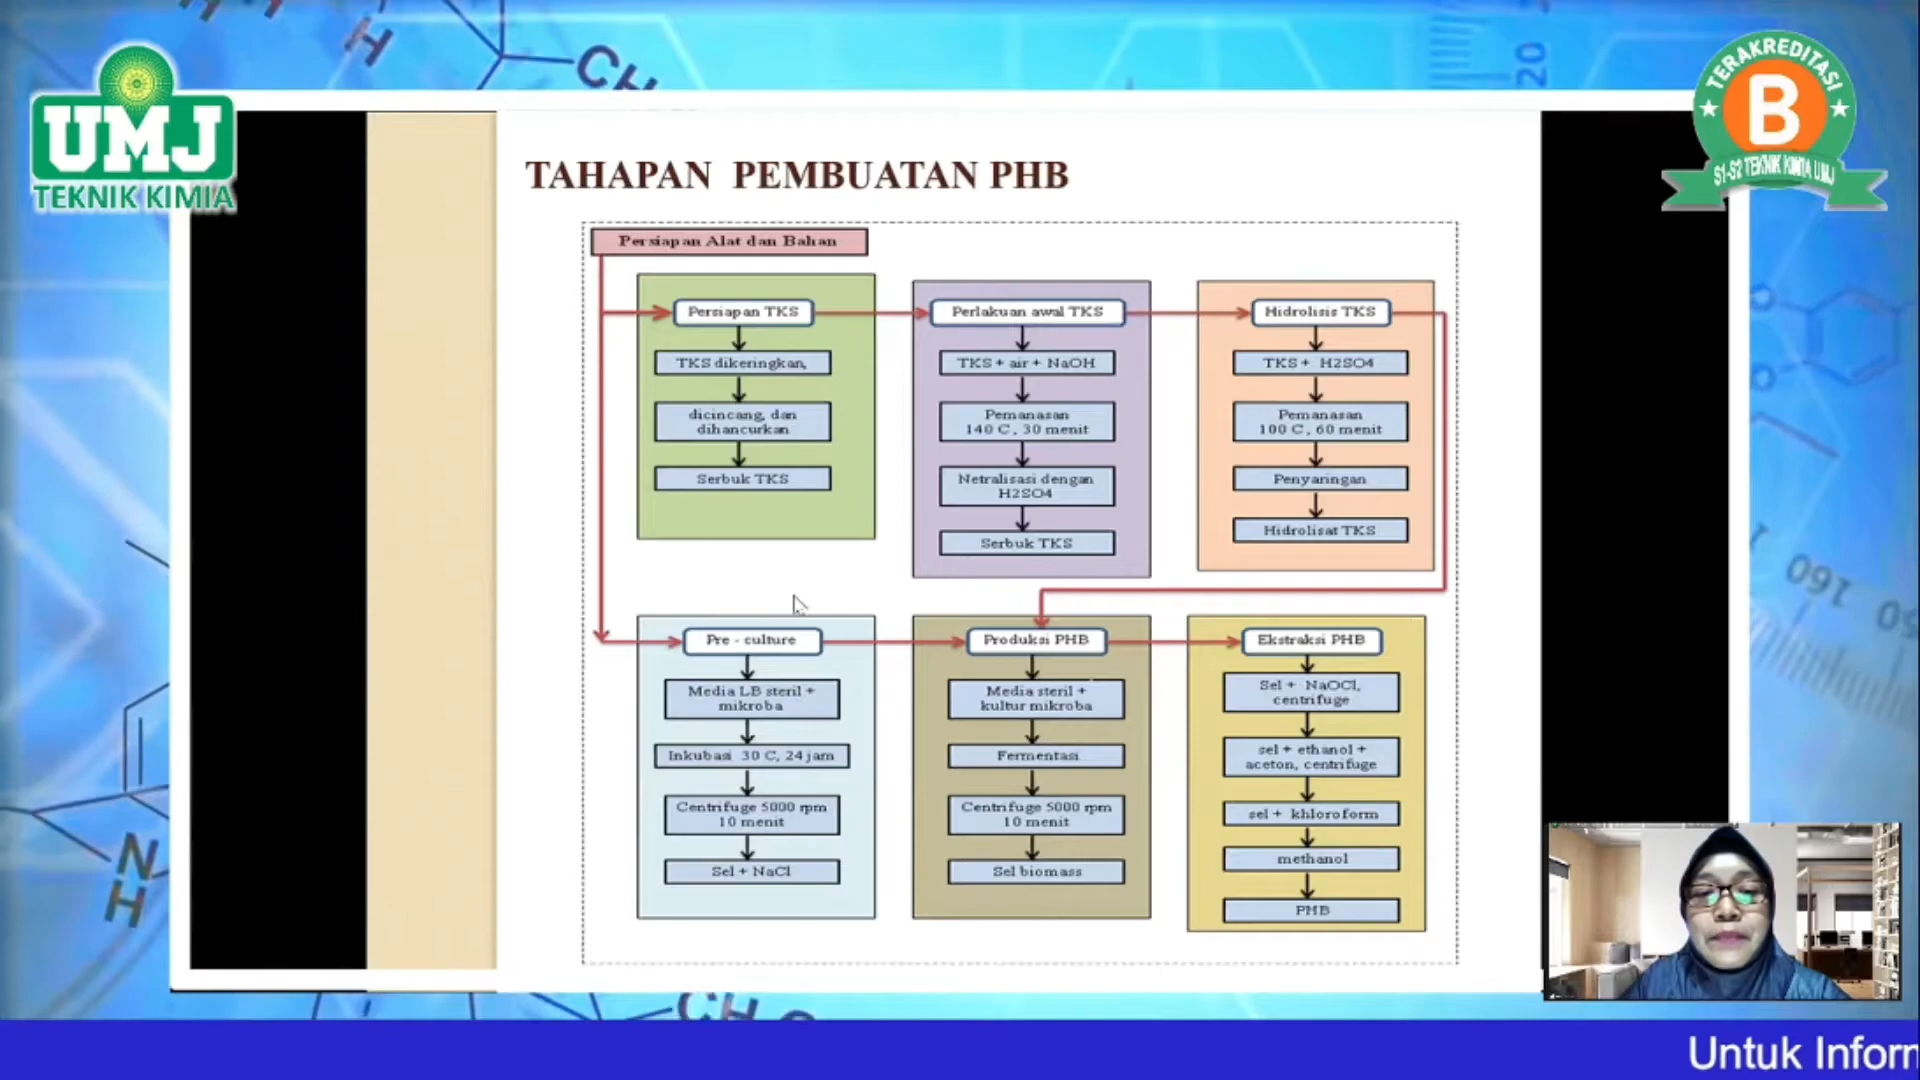 UMJ
TEKNIK KIMIA
TERAKREDITASI
B
S1-S2 TEKNIK KIMIA UMJ
CH
H
20
TAHAPAN PEMBUATAN PHB
Persiapan Alat dan Bahan
Persiapan TKS
TKS dikeringkan,
dicincang, dan
dihancurkan
Serbuk TKS
Perlakuan awal TKS
TKS + air + NaOH
Pemanasan
140 C, 30 menit
Netralisasi dengan
H2SO4
Serbuk TKS
Hidrolisis TKS
TKS + H2SO4
Pemanasan
100 C, 60 menit
Penyaringan
Hidrolisat TKS
Pre - culture
Media LB steril +
mikroba
Inkubasi 30 C, 24 jam
Centrifuge 5000 rpm
10 menit
Sel + NaCl
Produksi PHB
Media steril +
kultur mikroba
Fermentasi
Centrifuge 5000 rpm
10 menit
Sel biomass
Ekstraksi PHB
Sel + NaOCl,
centrifuge
sel + ethanol +
aceton, centrifuge
sel + khloroform
methanol
PHB
160
N
H
Untuk Inform